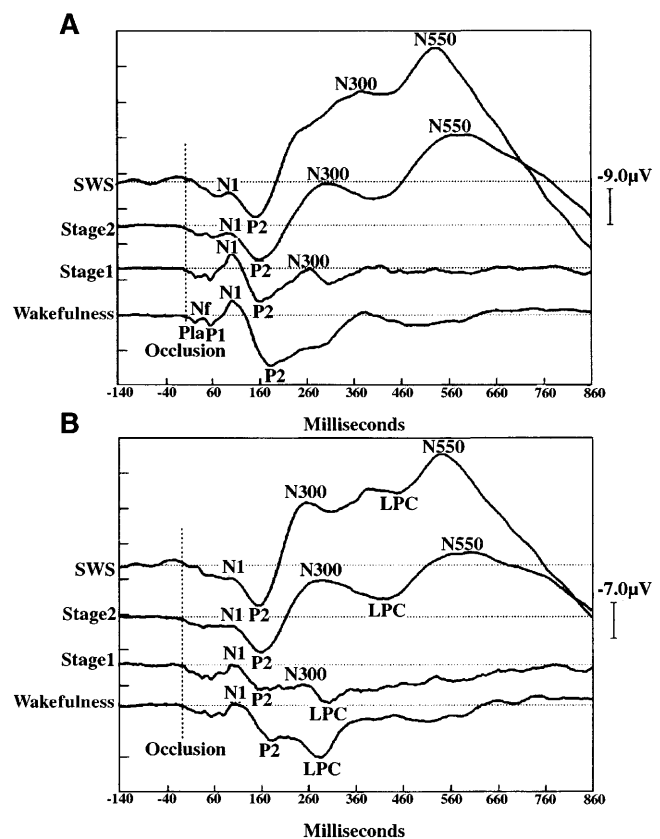 A
N550
N300
N550
-9.0µV
SWS
N1
N300
P2
Stage2
N1
N1
P2
N300
Stage1
N1
P2
Nf
Wakefulness
Pla P1
Occlusion
P2
-140 -40 60 160 260 360 460 560 660 760 860
Milliseconds
B
N550
N300
LPC
N550
SWS
N1
N300
-7.0µV
Stage2
N1 P2
LPC
Stage1
N1
P2
N300
Wakefulness
N1
P2
LPC
Occlusion
P2
LPC
-140 -40 60 160 260 360 460 560 660 760 860
Milliseconds